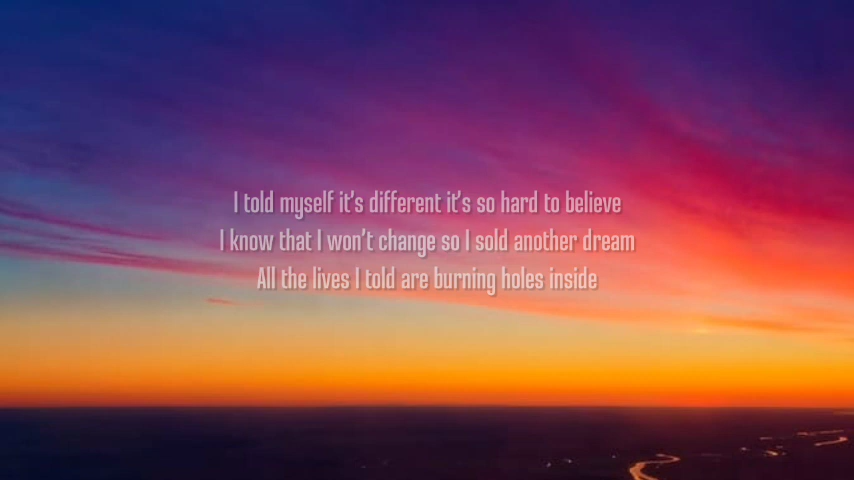 I told myself it's different it's so hard to believe
I know that I won't change so I sold another dream
All the lives I told are burning holes inside